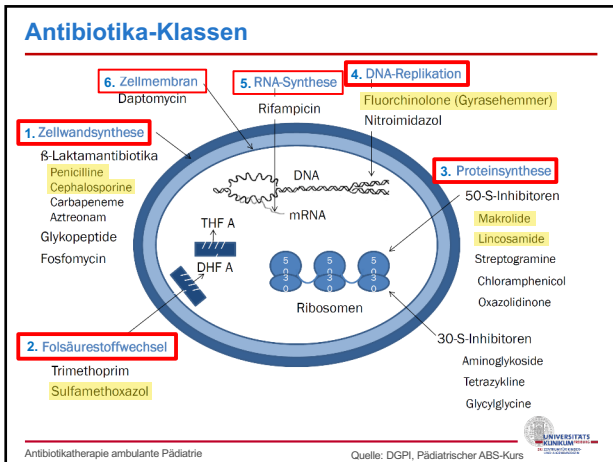 Antibiotika-Klassen
6. Zellmembran
Daptomycin
5. RNA-Synthese
Rifampicin
4. DNA-Replikation
Fluorchinolone (Gyrasehemmer)
Nitroimidazol
1. Zellwandsynthese
ß-Laktamantibiotika
Penicilline
Cephalosporine
Carbapeneme
Aztreonam
Glykopeptide
Fosfomycin
DNA
mRNA
THF A
DHF A
50 50 50
30 30 30
Ribosomen
3. Proteinsynthese
50-S-Inhibitoren
Makrolide
Lincosamide
Streptogramine
Chloramphenicol
Oxazolidinone
30-S-Inhibitoren
Aminoglykoside
Tetrazykline
Glycylglycine
2. Folsäurestoffwechsel
Trimethoprim
Sulfamethoxazol
Antibiotikatherapie ambulante Pädiatrie
Quelle: DGPI, Pädiatrischer ABS-Kurs
UNIVERSITÄTS
KLINIKUM FREIBURG